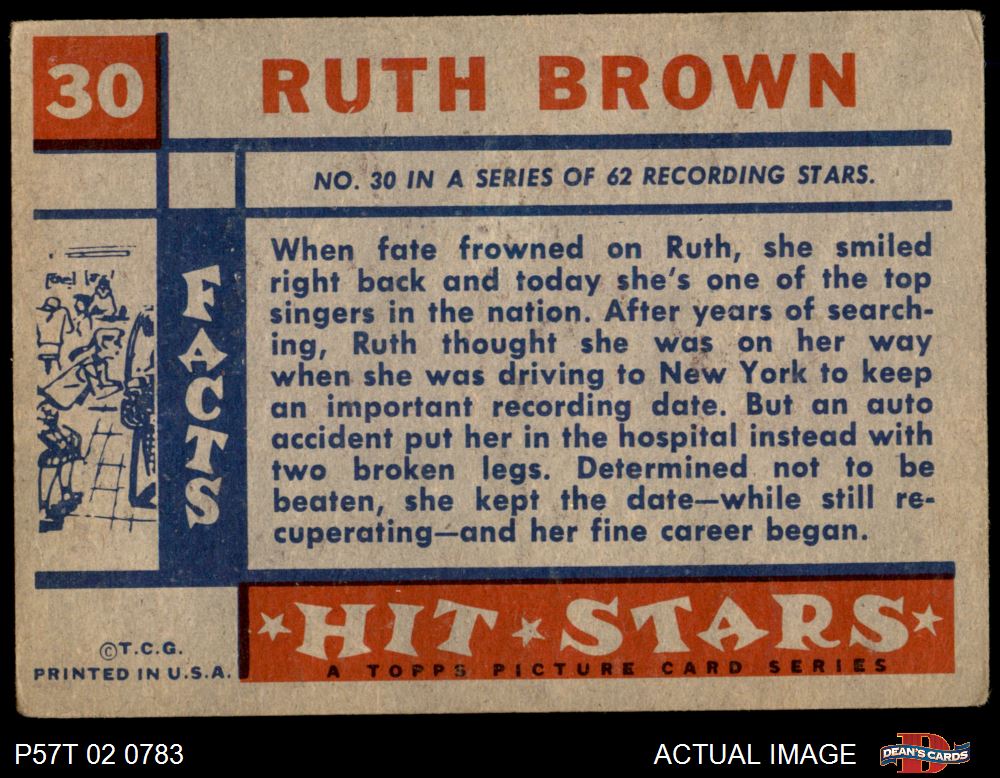 30
RUTH BROWN
NO. 30 IN A SERIES OF 62 RECORDING STARS.
FACTS
When fate frowned on Ruth, she smiled
right back and today she's one of the top
singers in the nation. After years of search-
ing, Ruth thought she was on her way
when she was driving to New York to keep
an important recording date. But an auto
accident put her in the hospital instead with
two broken legs. Determined not to be
beaten, she kept the date—while still re-
cuperating—and her fine career began.
HIT STARS
A TOPPS PICTURE CARD SERIES
©T.C.G.
PRINTED IN U.S.A.
P57T 02 0783
ACTUAL IMAGE
DEAN'S CARDS